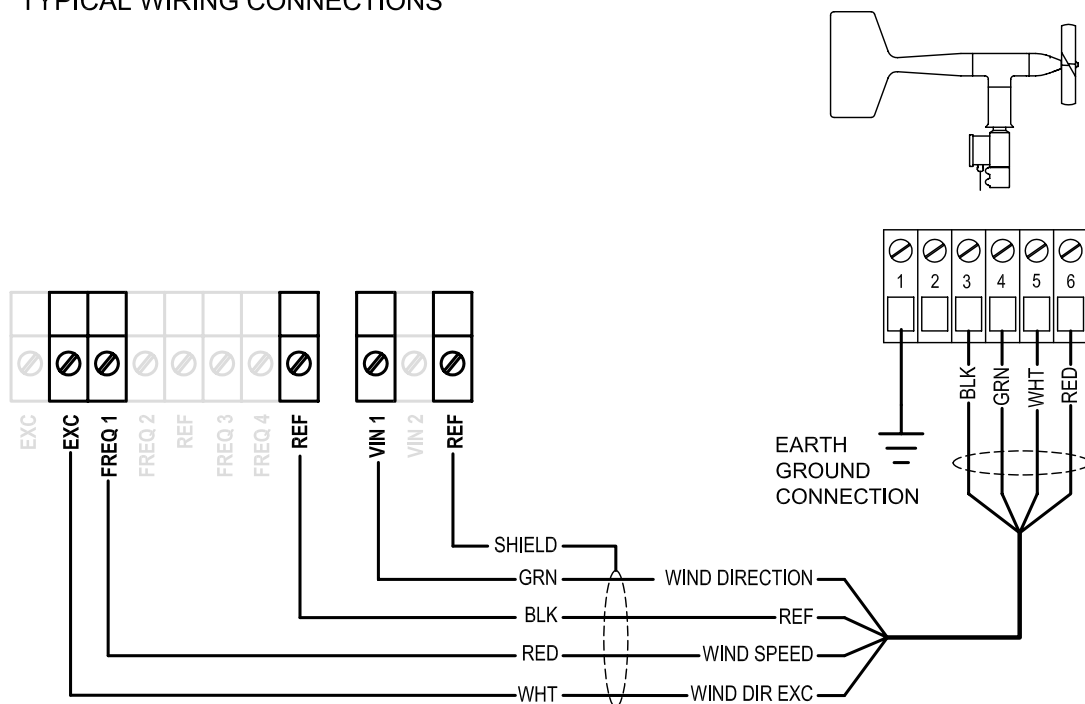 TYPICAL WIRING CONNECTIONS
1 2 3 4 5 6
BLK GRN WHT RED
EXC EXC FREQ 1 FREQ 2 REF FREQ 3 FREQ 4 REF VIN 1 VIN 2 REF
EARTH
GROUND
CONNECTION
SHIELD
GRN WIND DIRECTION
BLK REF
RED WIND SPEED
WHT WIND DIR EXC